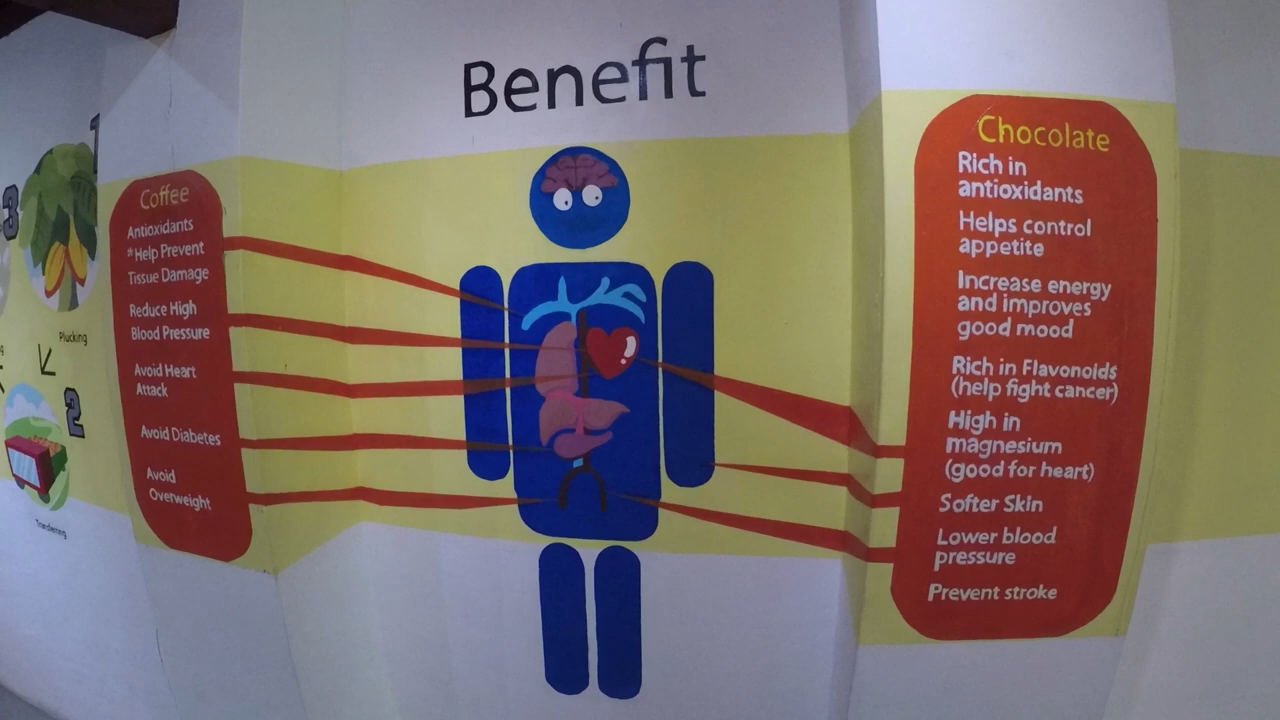 Benefit
1
3
Plucking
2
Transferring
Coffee
Antioxidants
*Help Prevent
Tissue Damage
Reduce High
Blood Pressure
Avoid Heart
Attack
Avoid Diabetes
Avoid
Overweight
Chocolate
Rich in
antioxidants
Helps control
appetite
Increase energy
and improves
good mood
Rich in Flavonoids
(help fight cancer)
High in
magnesium
(good for heart)
Softer Skin
Lower blood
pressure
Prevent stroke